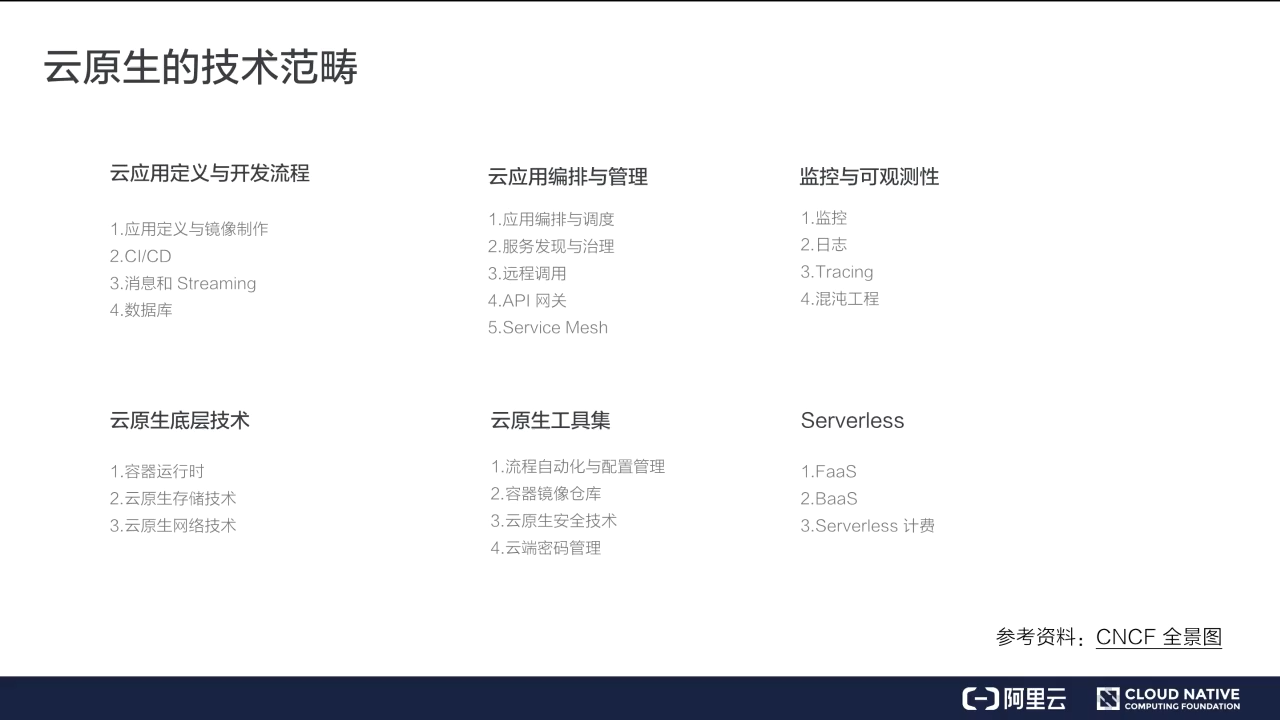 云原生的技术范畴
云应用定义与开发流程
1.应用定义与镜像制作
2.CI/CD
3.消息和 Streaming
4.数据库
云应用编排与管理
1.应用编排与调度
2.服务发现与治理
3.远程调用
4.API 网关
5.Service Mesh
监控与可观测性
1.监控
2.日志
3.Tracing
4.混沌工程
云原生底层技术
1.容器运行时
2.云原生存储技术
3.云原生网络技术
云原生工具集
1.流程自动化与配置管理
2.容器镜像仓库
3.云原生安全技术
4.云端密码管理
Serverless
1.FaaS
2.BaaS
3.Serverless 计费
参考资料：CNCF 全景图
阿里云
CLOUD NATIVE
COMPUTING FOUNDATION